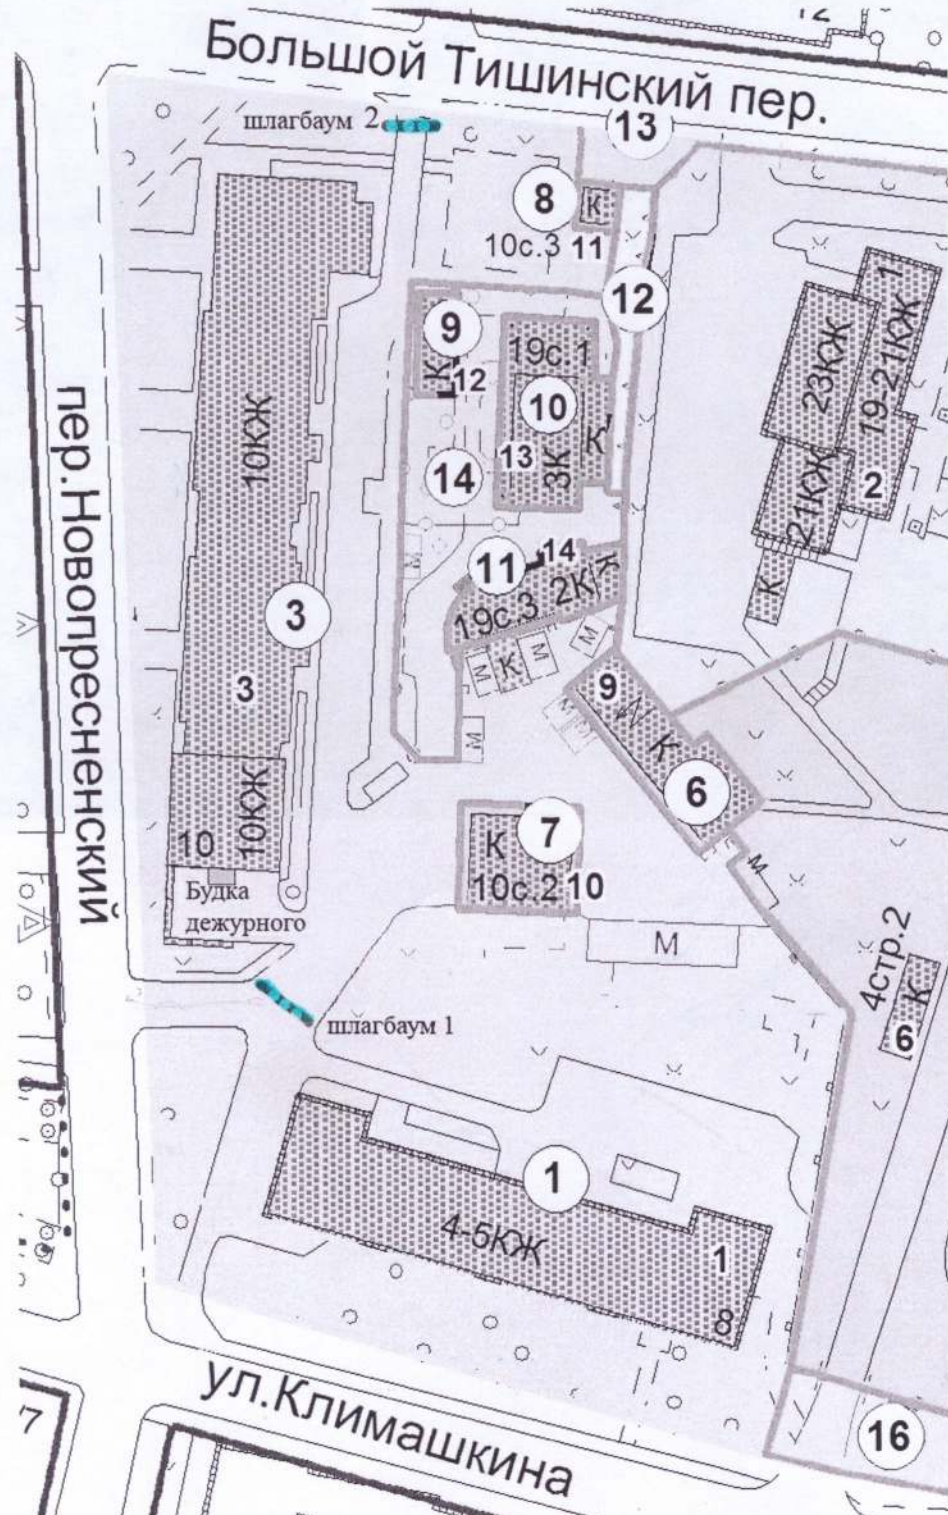 12
Большой Тишинский пер.
шлагбаум 2
13
8
К
10с.3
11
12
1
9
К
12
19с.1
10
13
3К
К
14
23КЖ
19-21КЖ
21КЖ
2
К
10КЖ
пер.Новопресненский
3
3
М
11
14
19с.3
2К
К
М
К
М
М
9
К
М
М
6
М
10КЖ
10
7
К
10с.2
10
М
Будка
дежурного
М
4стр.2
К
6
шлагбаум 1
1
4-5КЖ
1
8
ул.Климашкина
7
16